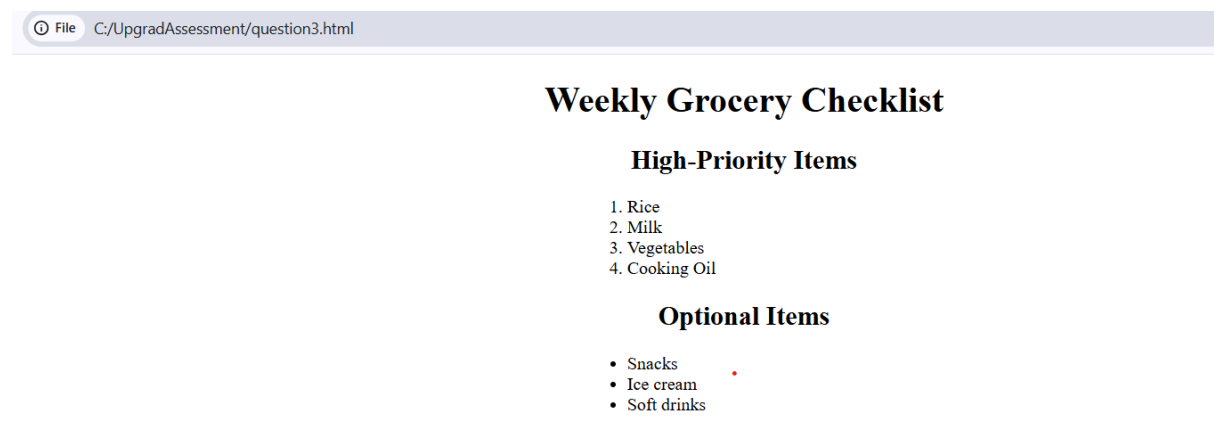 File C:/UpgradAssessment/question3.html
Weekly Grocery Checklist
High-Priority Items
1. Rice
2. Milk
3. Vegetables
4. Cooking Oil
Optional Items
• Snacks
• Ice cream
• Soft drinks